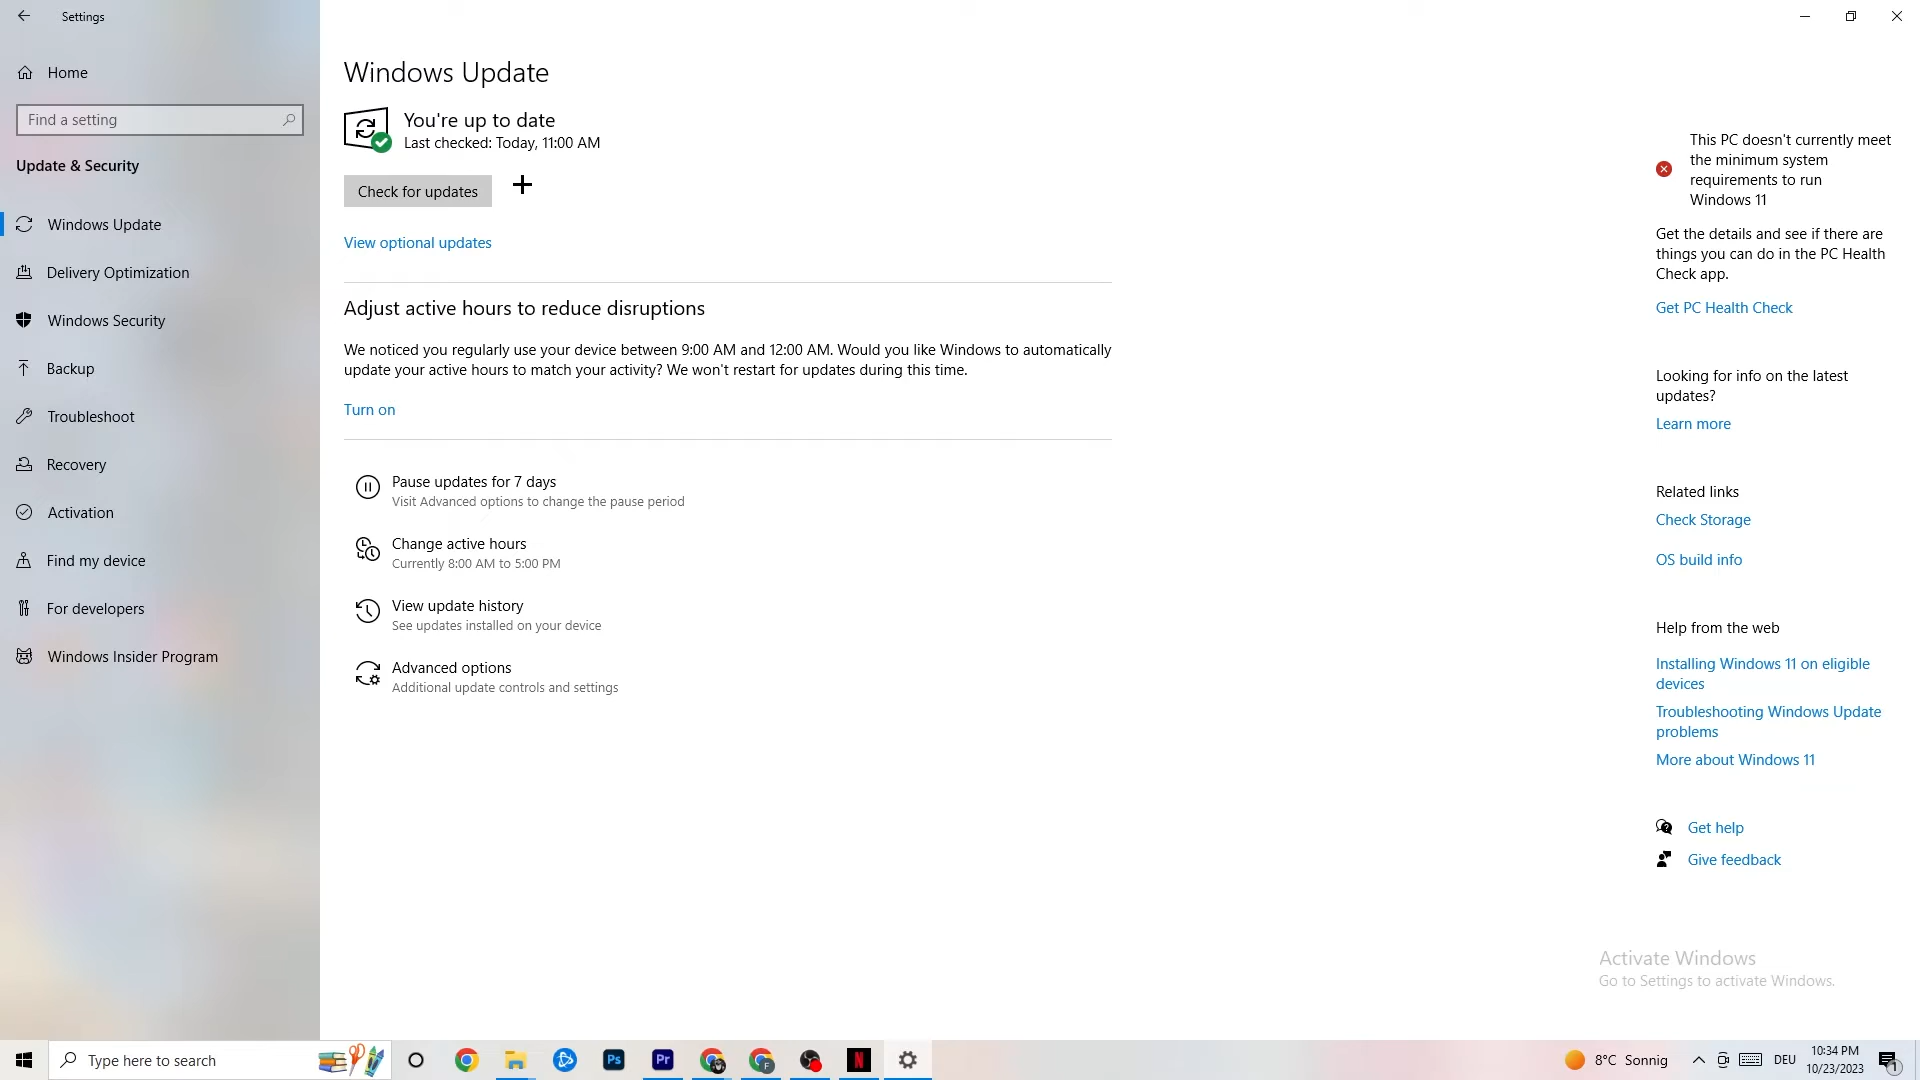 Settings
Home
Find a setting
Update & Security
Windows Update
Delivery Optimization
Windows Security
Backup
Troubleshoot
Recovery
Activation
Find my device
For developers
Windows Insider Program
Windows Update
You're up to date
Last checked: Today, 11:00 AM
Check for updates
View optional updates
Adjust active hours to reduce disruptions
We noticed you regularly use your device between 9:00 AM and 12:00 AM. Would you like Windows to automatically
update your active hours to match your activity? We won't restart for updates during this time.
Turn on
Pause updates for 7 days
Visit Advanced options to change the pause period
Change active hours
Currently 8:00 AM to 5:00 PM
View update history
See updates installed on your device
Advanced options
Additional update controls and settings
This PC doesn't currently meet
the minimum system
requirements to run
Windows 11
Get the details and see if there are
things you can do in the PC Health
Check app.
Get PC Health Check
Looking for info on the latest
updates?
Learn more
Related links
Check Storage
OS build info
Help from the web
Installing Windows 11 on eligible
devices
Troubleshooting Windows Update
problems
More about Windows 11
Get help
Give feedback
Activate Windows
Go to Settings to activate Windows.
Type here to search
Ps
Pr
F
N
8°C Sonnig
DEU
10:34 PM
10/23/2023
1